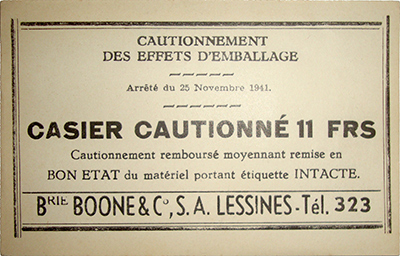 CAUTIONNEMENT
DES EFFETS D'EMBALLAGE
Arrêté du 25 Novembre 1941.
CASIER CAUTIONNÉ 11 FRS
Cautionnement remboursé moyennant remise en
BON ETAT du matériel portant étiquette INTACTE.
BRIE BOONE & Co, S.A. LESSINES - Tél. 323